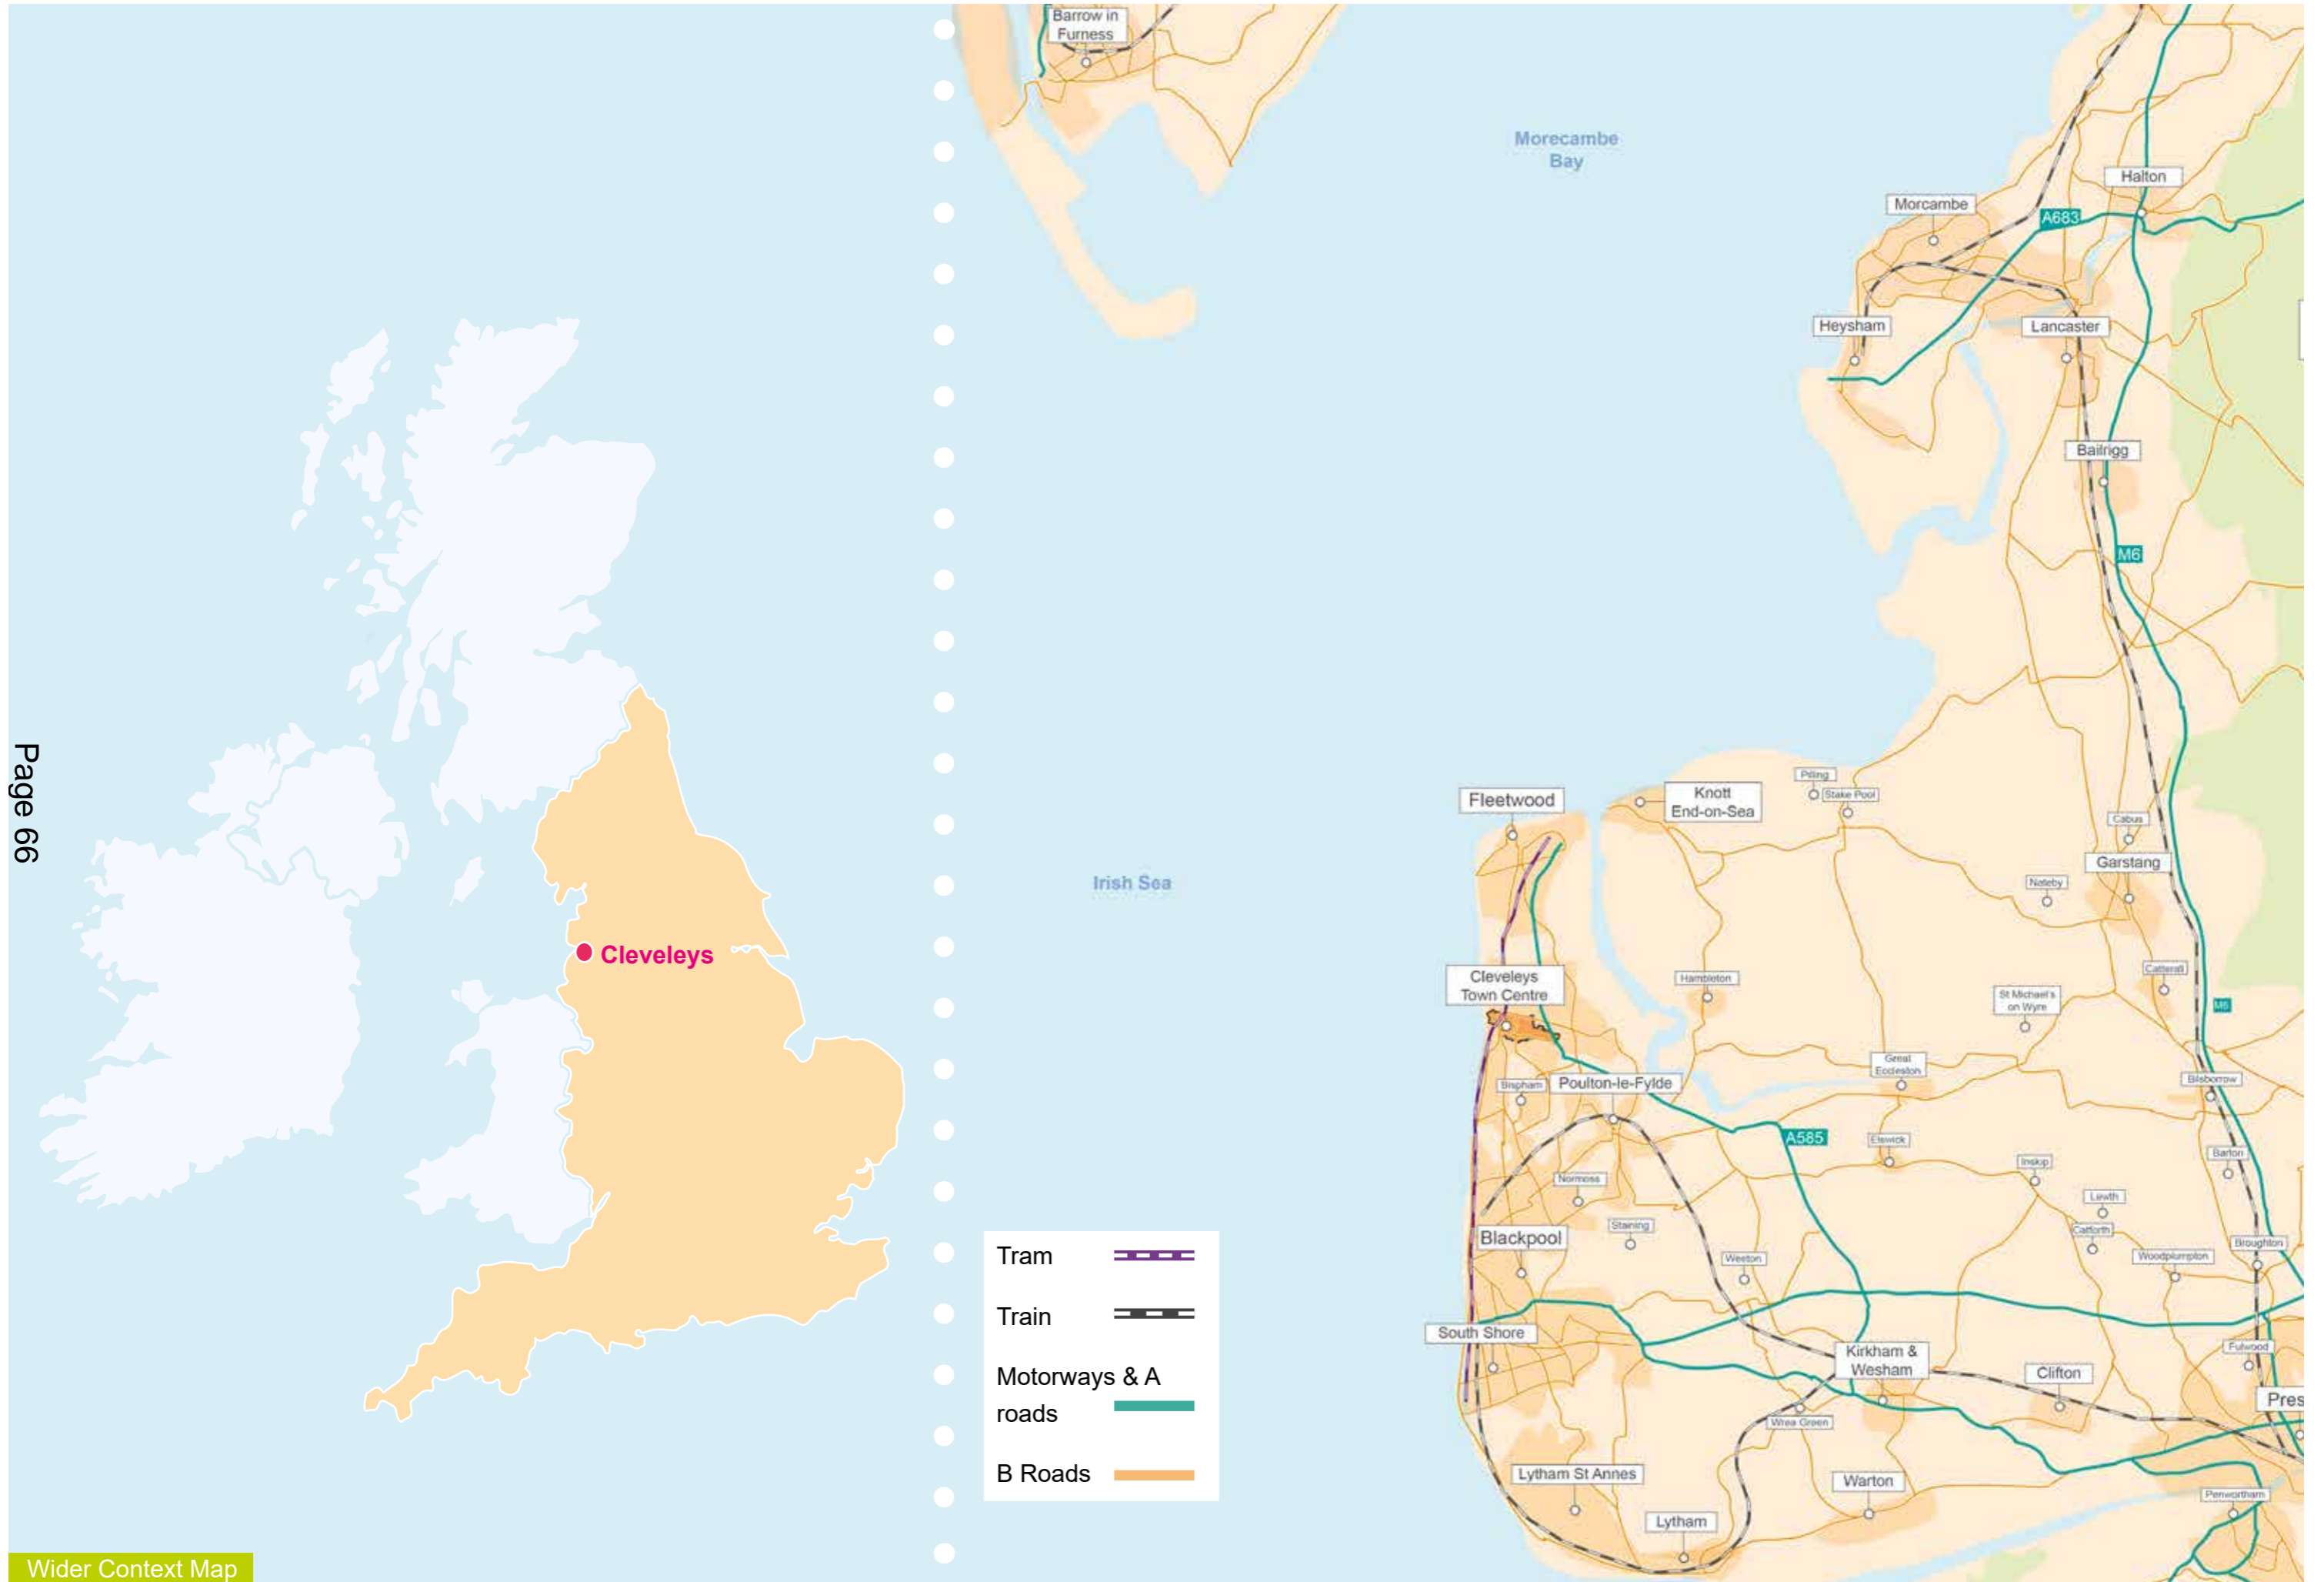 Page 66
Cleveleys
Wider Context Map
Tram
Train
Motorways & A
roads
B Roads
Barrow in
Furness
Morecambe
Bay
Halton
Morcambe
A683
Heysham
Lancaster
Bailrigg
M6
Irish Sea
Fleetwood
Knott
End-on-Sea
Pilling
Stake Pool
Cabus
Garstang
Nateby
Cleveleys
Town Centre
Hambleton
Catterall
St Michael's
on Wyre
M6
Great
Eccleston
Bispham
Poulton-le-Fylde
Bilsborrow
A585
Elswick
Barton
Inskip
Normoss
Lewth
Staining
Catforth
Blackpool
Woodplumpton
Broughton
Weeton
South Shore
Kirkham &
Wesham
Fulwood
Clifton
Pres
Wrea Green
Lytham St Annes
Warton
Penwortham
Lytham